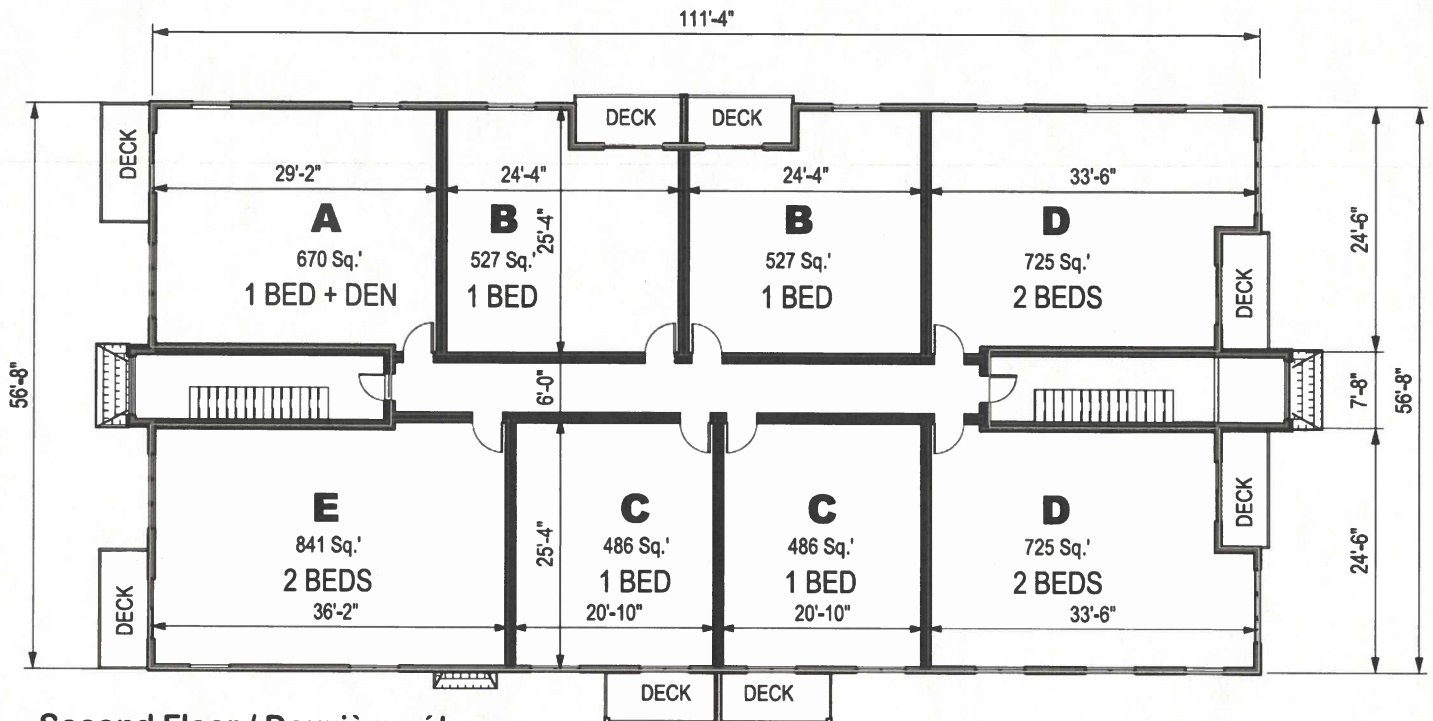 111'-4"
DECK
DECK
DECK
29'-2"
24'-4"
24'-4"
33'-6"
A
670 Sq.'
1 BED + DEN
B
527 Sq.'
1 BED
25'-4"
B
527 Sq.'
1 BED
D
725 Sq.'
2 BEDS
DECK
24'-6"
56'-8"
6'-0"
7'-8"
56'-8"
E
841 Sq.'
2 BEDS
36'-2"
DECK
25'-4"
C
486 Sq.'
1 BED
20'-10"
C
486 Sq.'
1 BED
20'-10"
D
725 Sq.'
2 BEDS
33'-6"
DECK
24'-6"
DECK
DECK
Second Floor /